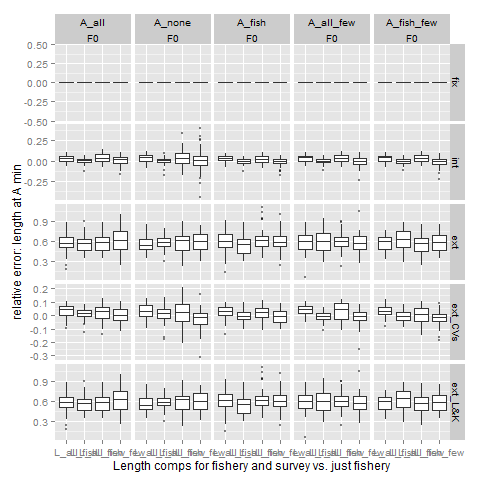 A_all A_none A_fish A_all_few A_fish_few
F0 F0 F0 F0 F0
relative error: length at A min
0.50
0.25
0.00
-0.25
-0.50
fix
0.25
0.00
-0.25
int
0.9
0.6
0.3
ext
0.2
0.1
0.0
-0.1
-0.2
-0.3
ext_CVs
0.9
0.6
0.3
ext_L&K
Length comps for fishery and survey vs. just fishery